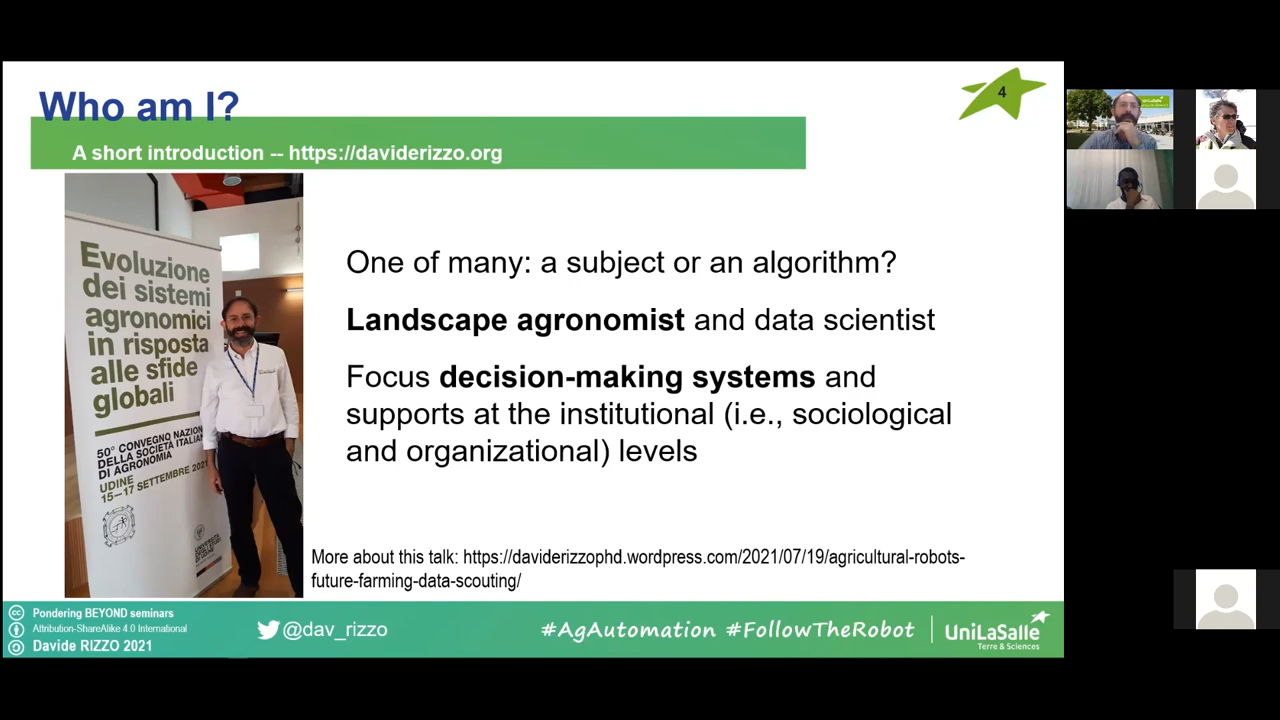 Who am I?
4
A short introduction -- https://daviderizzo.org
Evoluzione
dei sistemi
agronomici
in risposta
alle sfide
globali
50° CONVEGNO NAZION
DELLA SOCIETÀ ITALIAN
DI AGRONOMIA
UDINE
15–17 SETTEMBRE 2021
One of many: a subject or an algorithm?
Landscape agronomist and data scientist
Focus decision-making systems and
supports at the institutional (i.e., sociological
and organizational) levels
More about this talk: https://daviderizzophd.wordpress.com/2021/07/19/agricultural-robots-
future-farming-data-scouting/
Pondering BEYOND seminars
Attribution-ShareAlike 4.0 International
Davide RIZZO 2021
@dav_rizzo
#AgAutomation #FollowTheRobot
UniLaSalle
Terre & Sciences